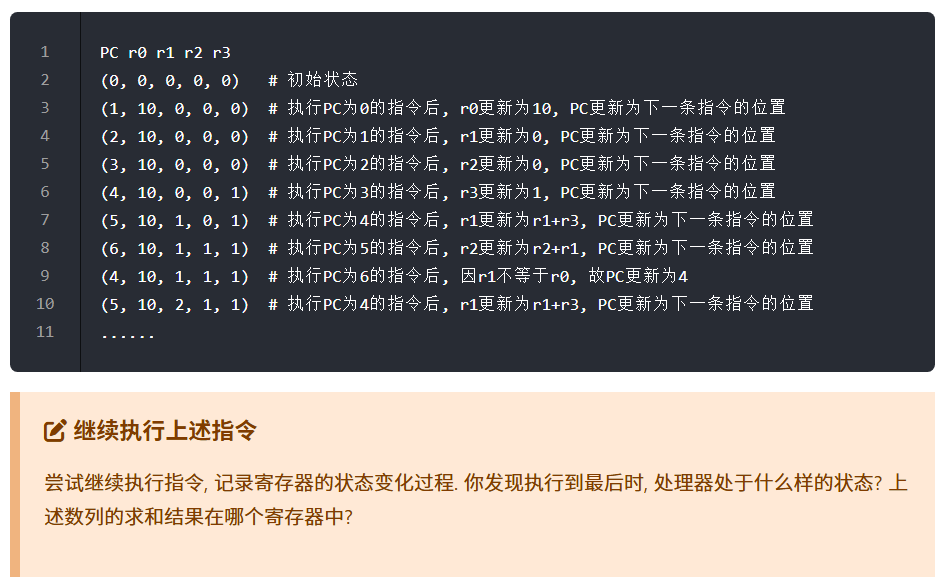 1 PC r0 r1 r2 r3
2 (0, 0, 0, 0, 0)   # 初始状态
3 (1, 10, 0, 0, 0)  # 执行PC为0的指令后, r0更新为10, PC更新为下一条指令的位置
4 (2, 10, 0, 0, 0)  # 执行PC为1的指令后, r1更新为0, PC更新为下一条指令的位置
5 (3, 10, 0, 0, 0)  # 执行PC为2的指令后, r2更新为0, PC更新为下一条指令的位置
6 (4, 10, 0, 0, 1)  # 执行PC为3的指令后, r3更新为1, PC更新为下一条指令的位置
7 (5, 10, 1, 0, 1)  # 执行PC为4的指令后, r1更新为r1+r3, PC更新为下一条指令的位置
8 (6, 10, 1, 1, 1)  # 执行PC为5的指令后, r2更新为r2+r1, PC更新为下一条指令的位置
9 (4, 10, 1, 1, 1)  # 执行PC为6的指令后, 因r1不等于r0, 故PC更新为4
10 (5, 10, 2, 1, 1)  # 执行PC为4的指令后, r1更新为r1+r3, PC更新为下一条指令的位置
11 ......
继续执行上述指令
尝试继续执行指令, 记录寄存器的状态变化过程. 你发现执行到最后时, 处理器处于什么样的状态? 上
述数列的求和结果在哪个寄存器中?